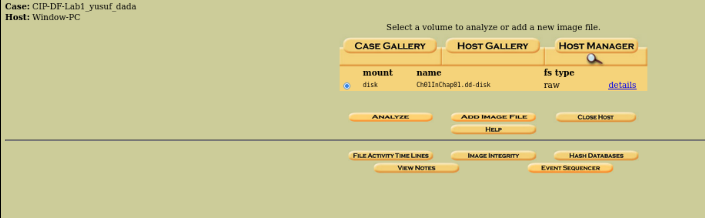 Case: CIP-DF-Lab1_yusuf_dada
Host: Window-PC
Select a volume to analyze or add a new image file.
CASE GALLERY HOST GALLERY HOST MANAGER
mount name fs type
disk Ch01InChap01.dd-disk raw details
ANALYZE ADD IMAGE FILE CLOSE HOST
HELP
FILE ACTIVITY TIME LINES IMAGE INTEGRITY HASH DATABASES
VIEW NOTES EVENT SEQUENCER